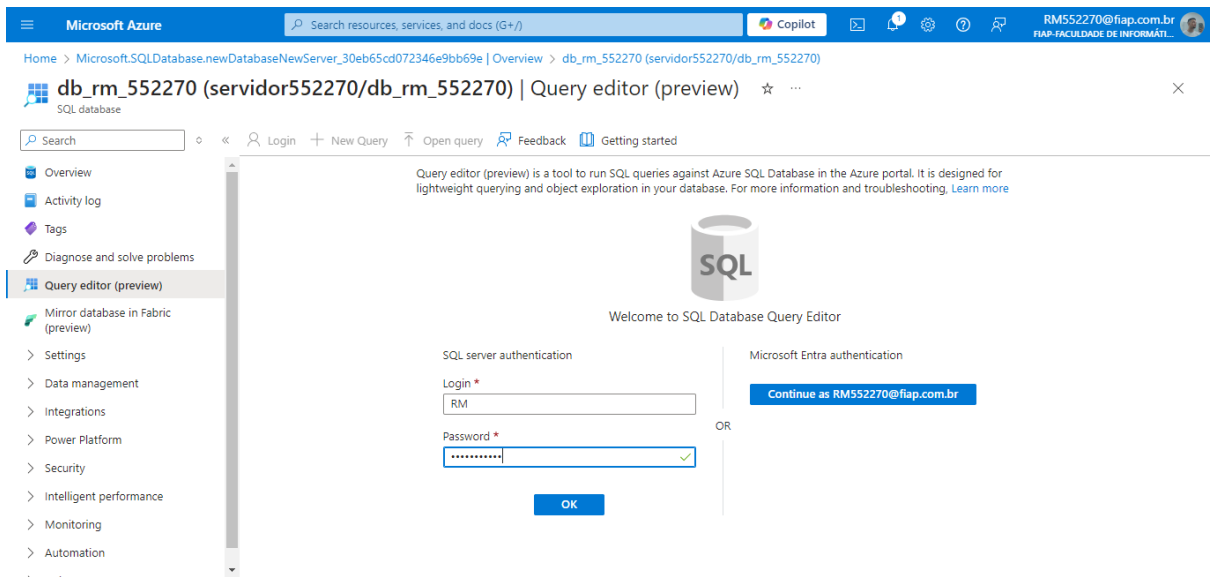 Microsoft Azure
Search resources, services, and docs (G+/)
Copilot
1
RM552270@fiap.com.br
FIAP-FACULDADE DE INFORMÁTI...
Home > Microsoft.SQLDatabase.newDatabaseNewServer_30eb65cd072346e9bb69e | Overview > db_rm_552270 (servidor552270/db_rm_552270)
db_rm_552270 (servidor552270/db_rm_552270) | Query editor (preview)
SQL database
Search
Login
New Query
Open query
Feedback
Getting started
Overview
Activity log
Tags
Diagnose and solve problems
Query editor (preview)
Mirror database in Fabric
(preview)
Settings
Data management
Integrations
Power Platform
Security
Intelligent performance
Monitoring
Automation
Query editor (preview) is a tool to run SQL queries against Azure SQL Database in the Azure portal. It is designed for
lightweight querying and object exploration in your database. For more information and troubleshooting, Learn more
SQL
Welcome to SQL Database Query Editor
SQL server authentication
Login *
RM
Password *
•••••••••••
OK
OR
Microsoft Entra authentication
Continue as RM552270@fiap.com.br